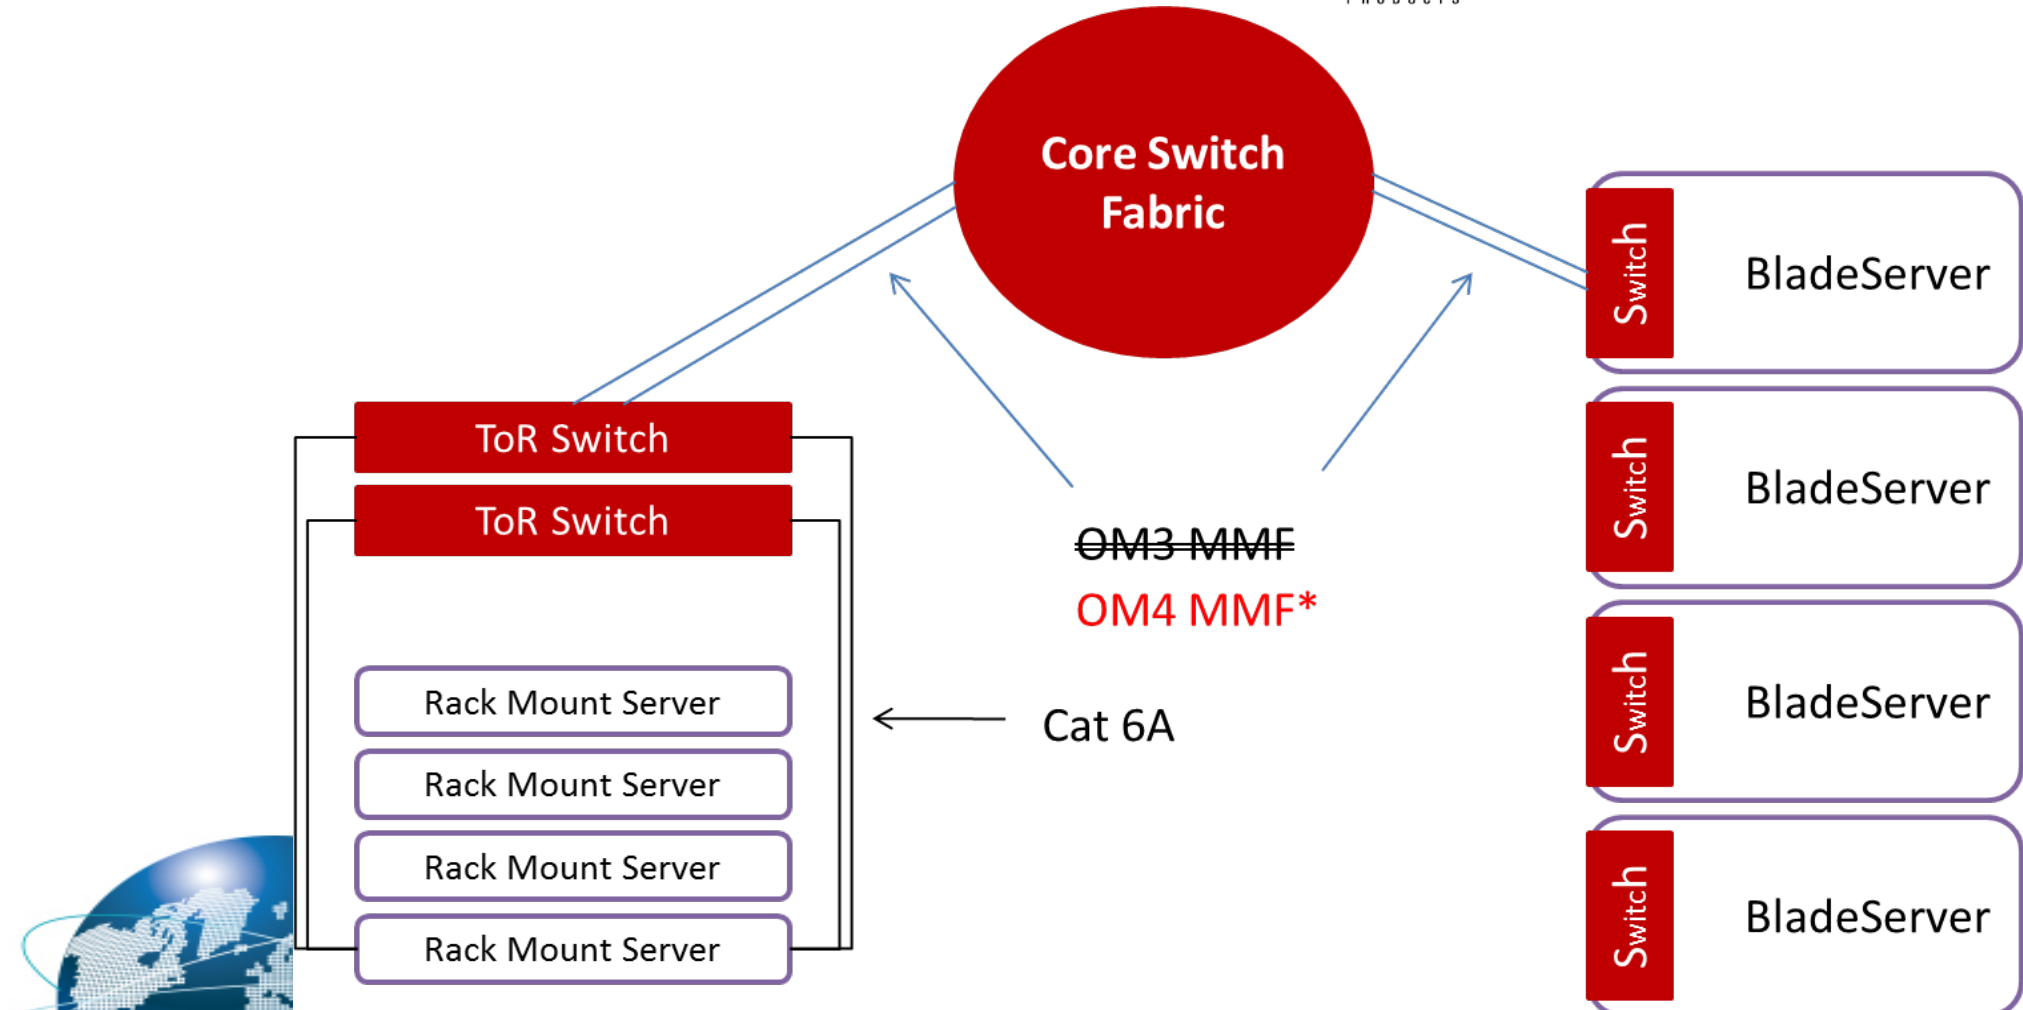 Core Switch
Fabric
ToR Switch
ToR Switch
Rack Mount Server
Rack Mount Server
Rack Mount Server
Rack Mount Server
OM3 MMF
OM4 MMF*
Cat 6A
Switch
BladeServer
Switch
BladeServer
Switch
BladeServer
Switch
BladeServer